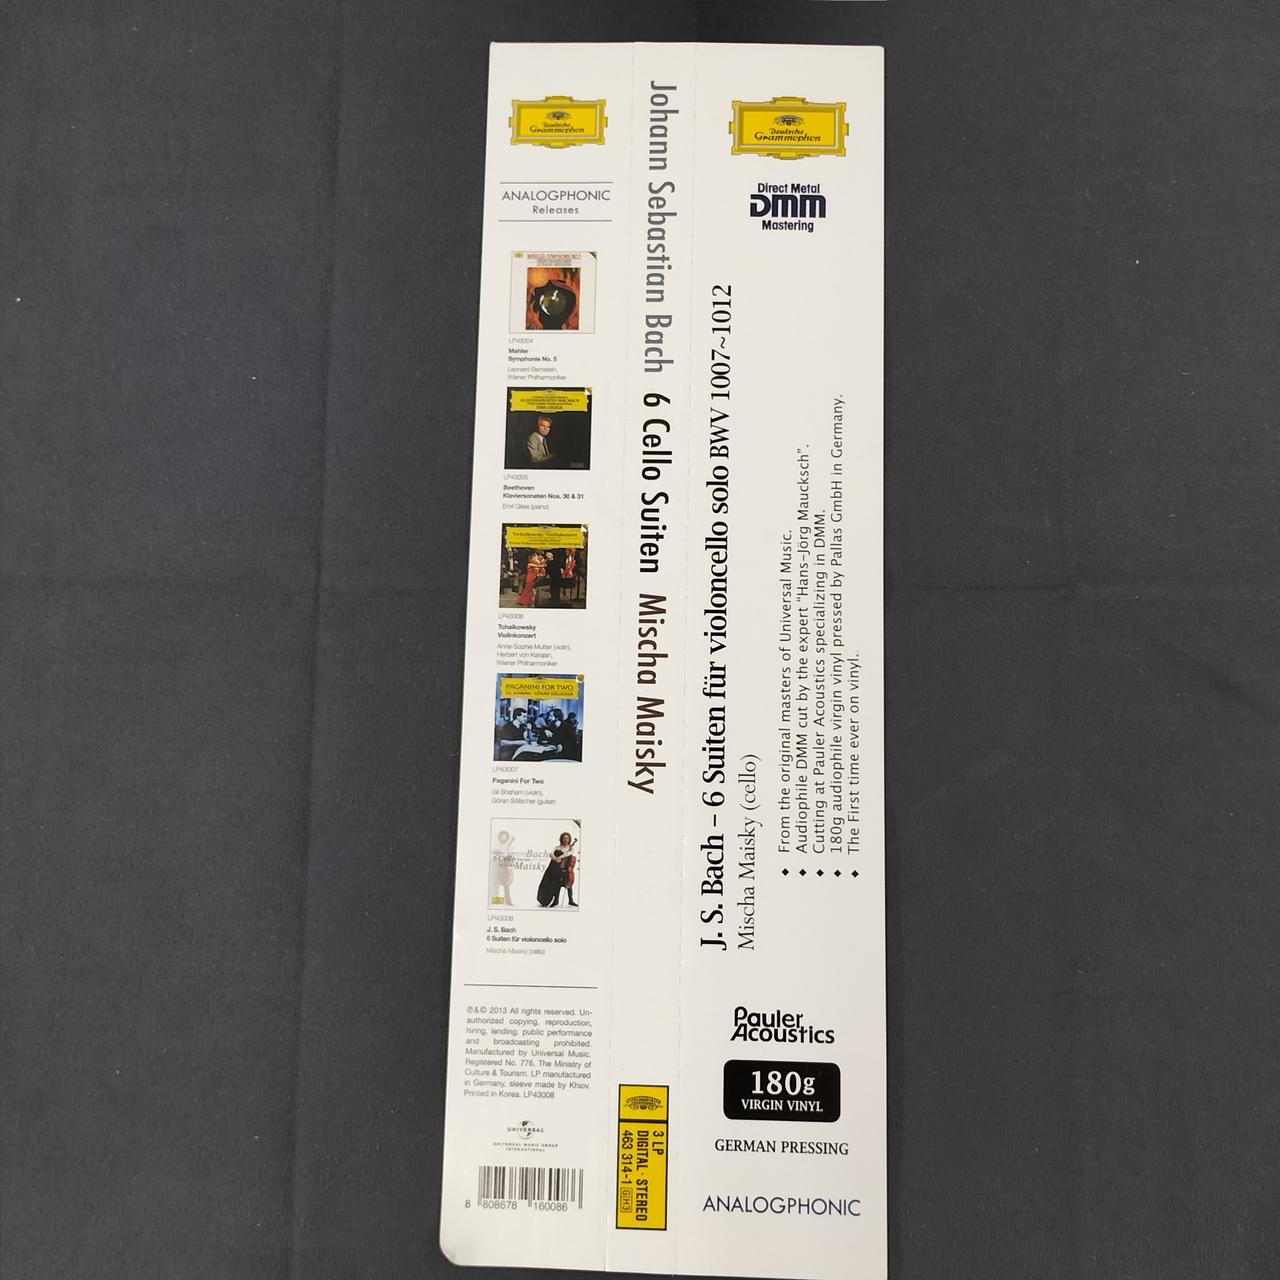 Deutsche
Grammophon
ANALOGPHONIC
Releases
LP43004
Mahler
Symphonie No. 5
Leonard Bernstein,
Wiener Philharmoniker
LP43005
Beethoven
Klaviersonaten Nos. 30 & 31
Emil Gilels (piano)
LP43006
Tchaikowsky
Violinkonzert
Anne-Sophie Mutter (violin),
Herbert von Karajan,
Wiener Philharmoniker
PAGANINI FOR TWO
GIL SHAHAM · GÖRAN SÖLLSCHER
LP43007
Paganini For Two
Gil Shaham (violin),
Göran Söllscher (guitar)
Bach
6 Cello
Maisky
LP43008
J. S. Bach
6 Suiten für violoncello solo
Mischa Maisky (cello)
℗&© 2013 All rights reserved. Un-
authorized copying, reproduction,
hiring, lending, public performance
and broadcasting prohibited.
Manufactured by Universal Music.
Registered No. 776. The Ministry of
Culture & Tourism. LP manufactured
in Germany, sleeve made by Khiov.
Printed in Korea. LP43008
UNIVERSAL
UNIVERSAL MUSIC GROUP
INTERNATIONAL
8 808678 160086
Johann Sebastian Bach 6 Cello Suiten Mischa Maisky
3 LP
DIGITAL · STEREO
463 314-1 GH3
Deutsche
Grammophon
Direct Metal
DMM
Mastering
J. S. Bach – 6 Suiten für violoncello solo BWV 1007~1012
Mischa Maisky (cello)
◆ From the original masters of Universal Music.
◆ Audiophile DMM cut by the expert "Hans-Jörg Maucksch".
◆ Cutting at Pauler Acoustics specializing in DMM.
◆ 180g audiophile virgin vinyl pressed by Pallas GmbH in Germany.
◆ The First time ever on vinyl.
Pauler
Acoustics
180g
VIRGIN VINYL
GERMAN PRESSING
ANALOGPHONIC